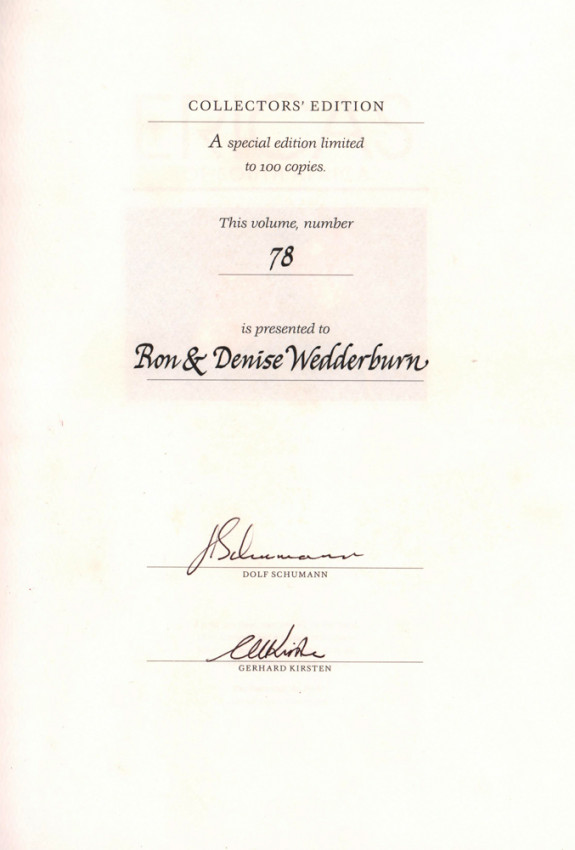 COLLECTORS' EDITION
A special edition limited
to 100 copies.
This volume, number
78
is presented to
Ron & Denise Wedderburn
DOLF SCHUMANN
GERHARD KIRSTEN